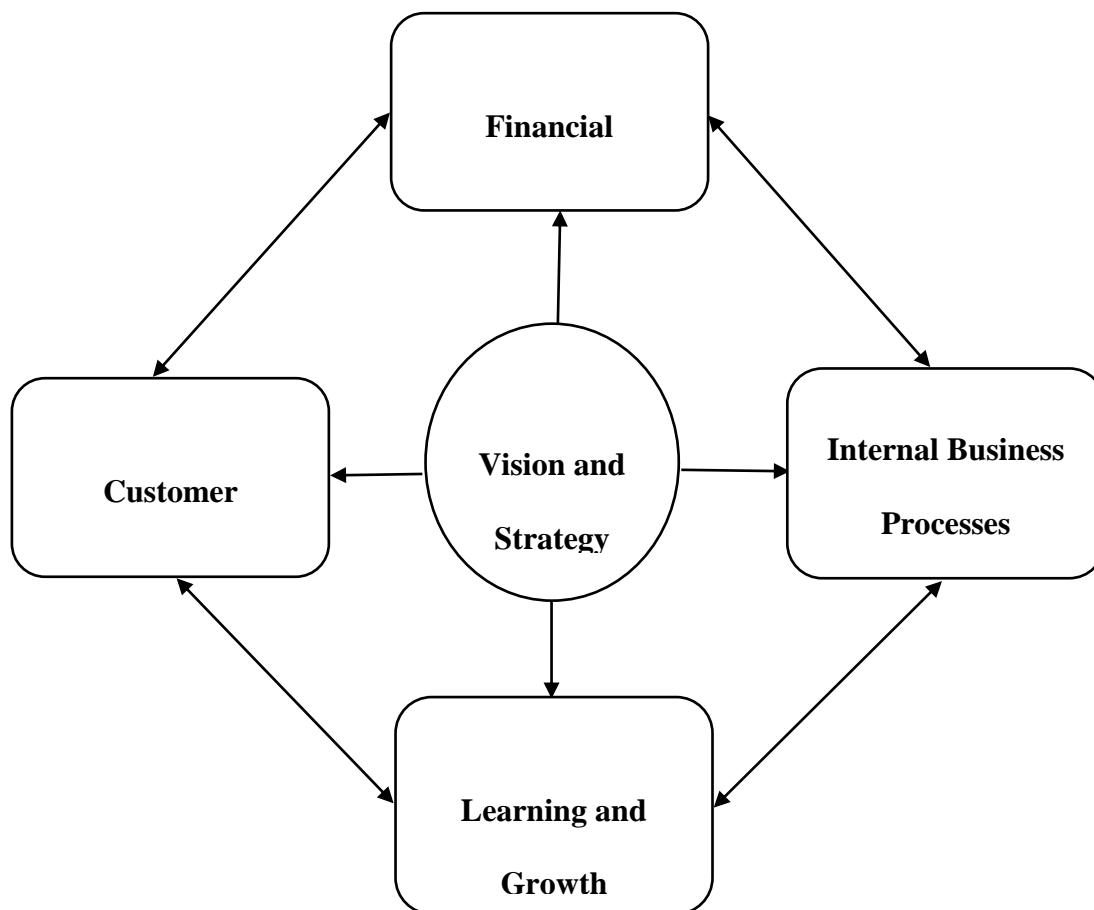 Financial
Customer
Vision and
Strategy
Internal Business
Processes
Learning and
Growth